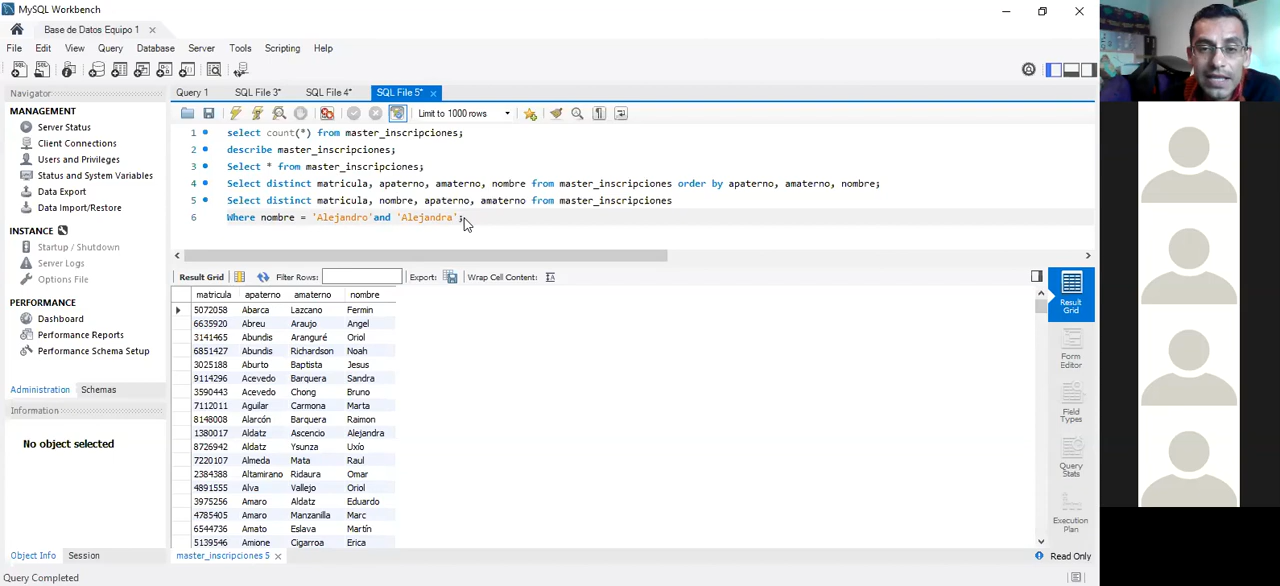 MySQL Workbench
Base de Datos Equipo 1
File Edit View Query Database Server Tools Scripting Help
Navigator
MANAGEMENT
Server Status
Client Connections
Users and Privileges
Status and System Variables
Data Export
Data Import/Restore
INSTANCE
Startup / Shutdown
Server Logs
Options File
PERFORMANCE
Dashboard
Performance Reports
Performance Schema Setup
Administration Schemas
Information
No object selected
Object Info Session
Query Completed
Query 1 SQL File 3* SQL File 4* SQL File 5*
Limit to 1000 rows
1 select count(*) from master_inscripciones;
2 describe master_inscripciones;
3 Select * from master_inscripciones;
4 Select distinct matricula, apaterno, amaterno, nombre from master_inscripciones order by apaterno, amaterno, nombre;
5 Select distinct matricula, nombre, apaterno, amaterno from master_inscripciones
6 Where nombre = 'Alejandro'and 'Alejandra';
Result Grid Filter Rows: Export: Wrap Cell Content:
matricula apaterno amaterno nombre
5072058 Abarca Lazcano Fermin
6635920 Abreu Araujo Angel
3141465 Abundis Aranguré Oriol
6851427 Abundis Richardson Noah
3025188 Aburto Baptista Jesus
9114296 Acevedo Barquera Sandra
3590443 Acevedo Chong Bruno
7112011 Aguilar Carmona Marta
8148008 Alarcón Barquera Raimon
1380017 Aldatz Ascencio Alejandra
8726942 Aldatz Ysunza Uxío
7220107 Almeda Mata Raul
2384388 Altamirano Ridaura Omar
4891555 Alva Vallejo Oriol
3975256 Amaro Aldatz Eduardo
4785405 Amaro Manzanilla Marc
6544736 Amato Eslava Martín
5139546 Amione Cigarroa Erica
master_inscripciones 5
Result Grid
Form Editor
Field Types
Query Stats
Execution Plan
Read Only